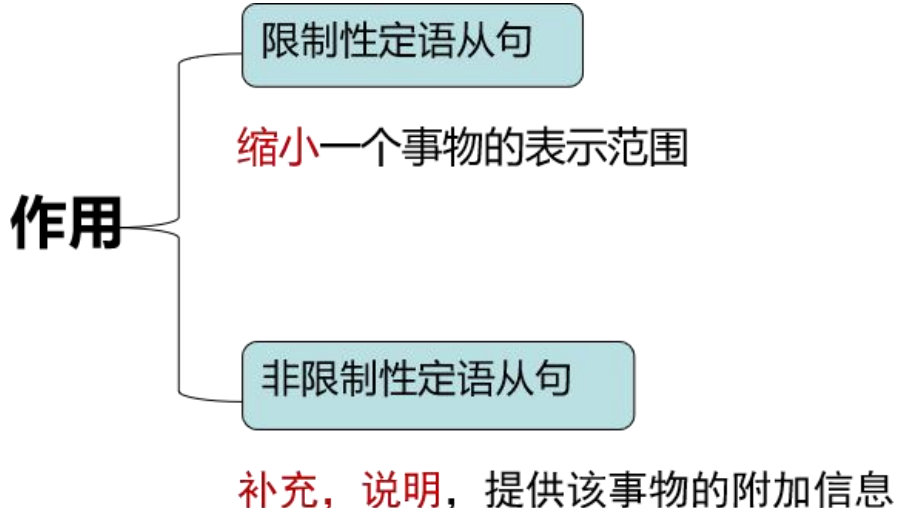 限制性定语从句
缩小一个事物的表示范围
作用
非限制性定语从句
补充，说明，提供该事物的附加信息